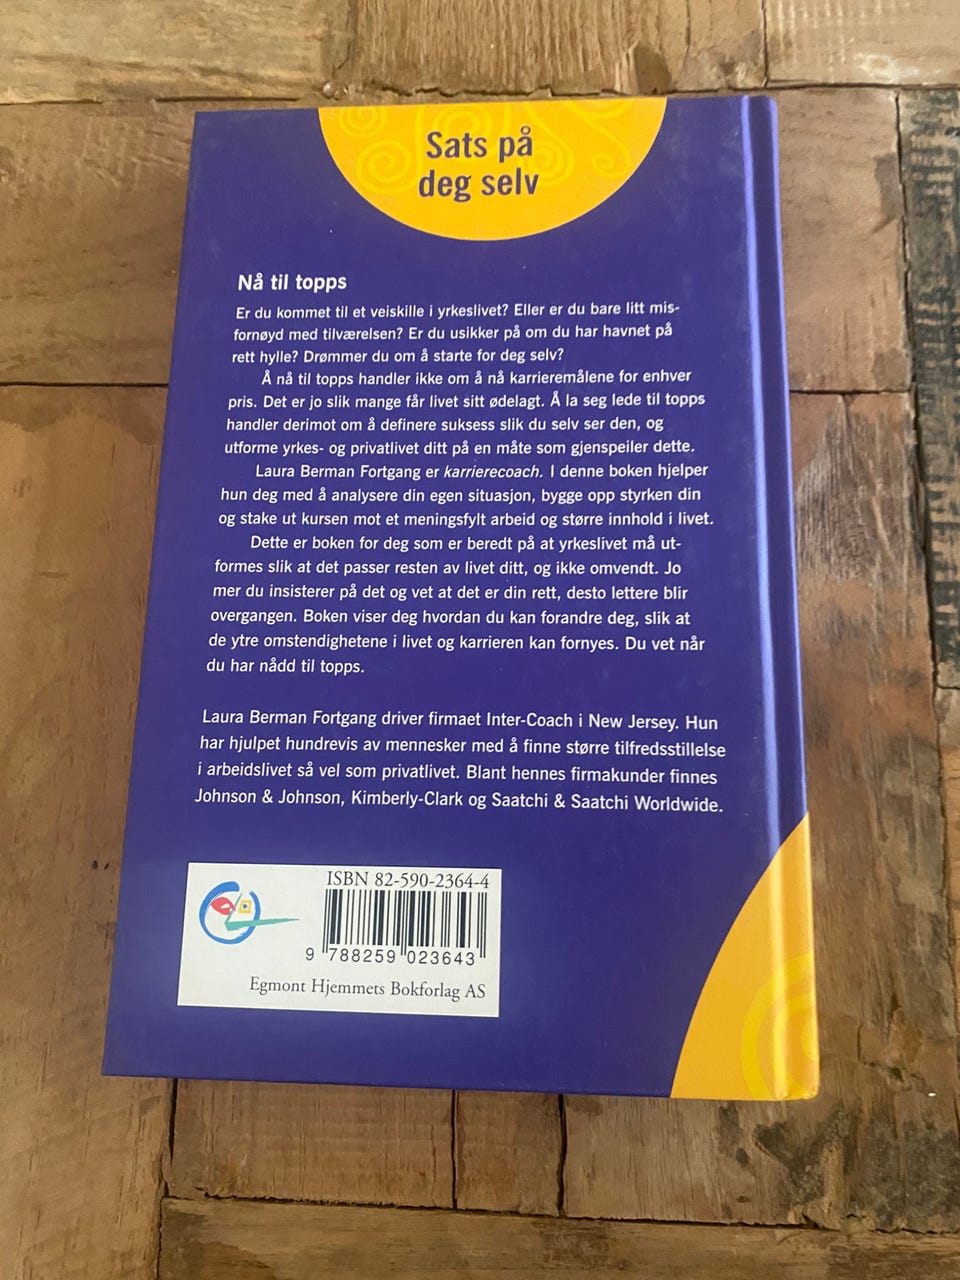 Sats på
deg selv
Nå til topps
Er du kommet til et veiskille i yrkeslivet? Eller er du bare litt mis-
fornøyd med tilværelsen? Er du usikker på om du har havnet på
rett hylle? Drømmer du om å starte for deg selv?
Å nå til topps handler ikke om å nå karrieremålene for enhver
pris. Det er jo slik mange får livet sitt ødelagt. Å la seg lede til topps
handler derimot om å definere suksess slik du selv ser den, og
utforme yrkes- og privatlivet ditt på en måte som gjenspeiler dette.
Laura Berman Fortgang er karrierecoach. I denne boken hjelper
hun deg med å analysere din egen situasjon, bygge opp styrken din
og stake ut kursen mot et meningsfylt arbeid og større innhold i livet.
Dette er boken for deg som er beredt på at yrkeslivet må ut-
formes slik at det passer resten av livet ditt, og ikke omvendt. Jo
mer du insisterer på det og vet at det er din rett, desto lettere blir
overgangen. Boken viser deg hvordan du kan forandre deg, slik at
de ytre omstendighetene i livet og karrieren kan fornyes. Du vet når
du har nådd til topps.
Laura Berman Fortgang driver firmaet Inter-Coach i New Jersey. Hun
har hjulpet hundrevis av mennesker med å finne større tilfredsstillelse
i arbeidslivet så vel som privatlivet. Blant hennes firmakunder finnes
Johnson & Johnson, Kimberly-Clark og Saatchi & Saatchi Worldwide.
ISBN 82-590-2364-4
9 788259 023643
Egmont Hjemmets Bokforlag AS